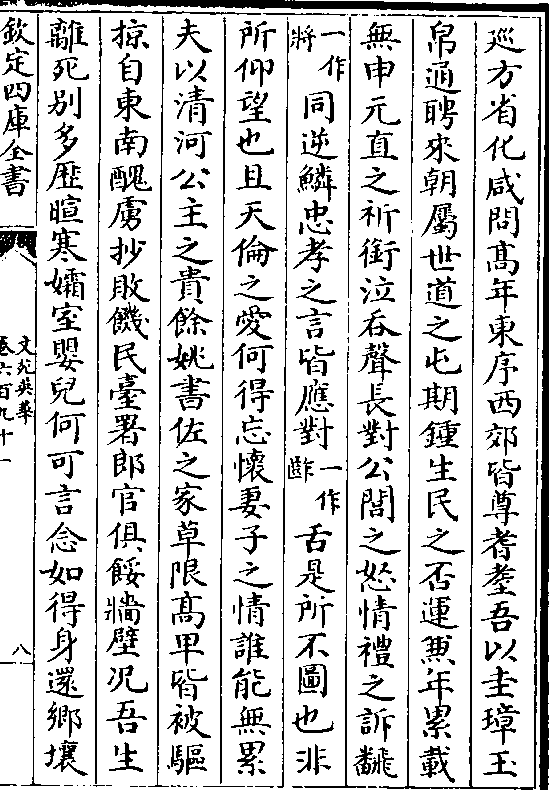 巡方省化咸問髙年東序西郊皆尊耆耋吾以圭璋玉
帛通聘來朝屬世道之屯期鍾生民之否運兼年累載
無申元直之祈銜泣吞聲長對公閭之怒情禮之訴翻
一作將同逆鱗忠孝之言皆應對一作齚舌是所不圖也非
所仰望也且天倫之愛何得忘懐妻子之情誰能無累
夫以清河公主之貴餘姚書佐之家草限髙早皆被驅
掠自東南醜虜抄敗饑民臺署郎官俱餒牆壁况吾生
離死别多歴暄寒孀室嬰兒何可言念如得身還鄉壤
欽定四庫全書
文苑英華
卷六百九十一
八